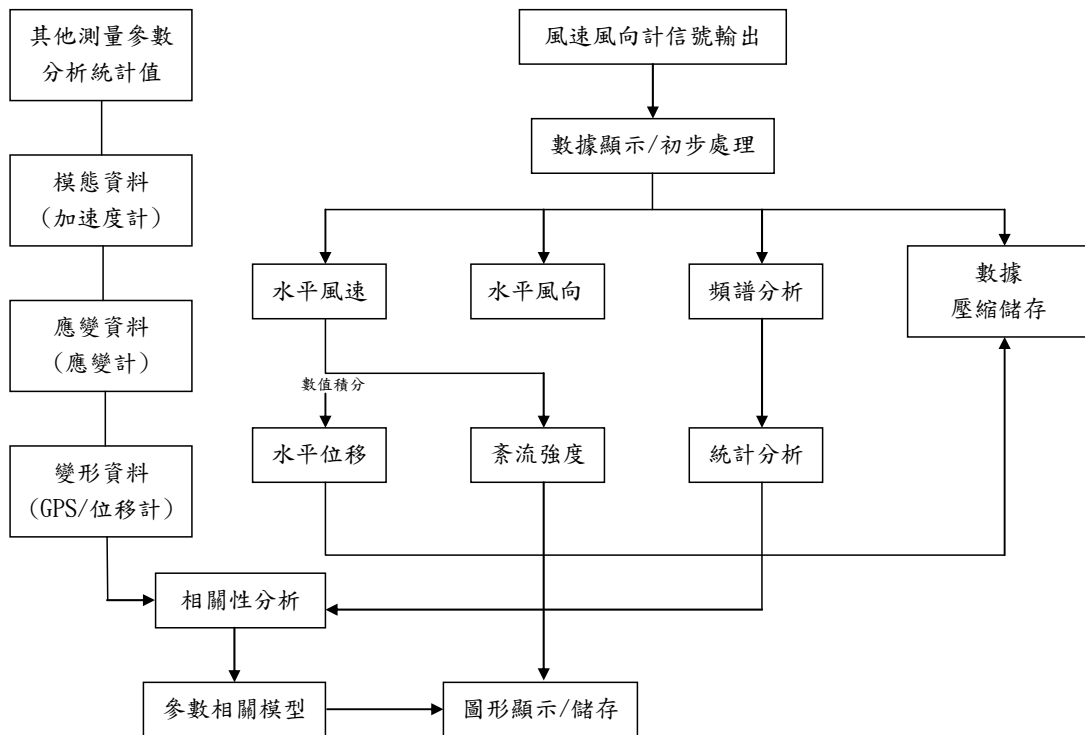 其他測量參數
分析統計值
風速風向計信號輸出
數據顯示/初步處理
模態資料
(加速度計)
水平風速
水平風向
頻譜分析
數據
壓縮儲存
應變資料
(應變計)
數值積分
水平位移
紊流強度
統計分析
變形資料
(GPS/位移計)
相關性分析
參數相關模型
圖形顯示/儲存